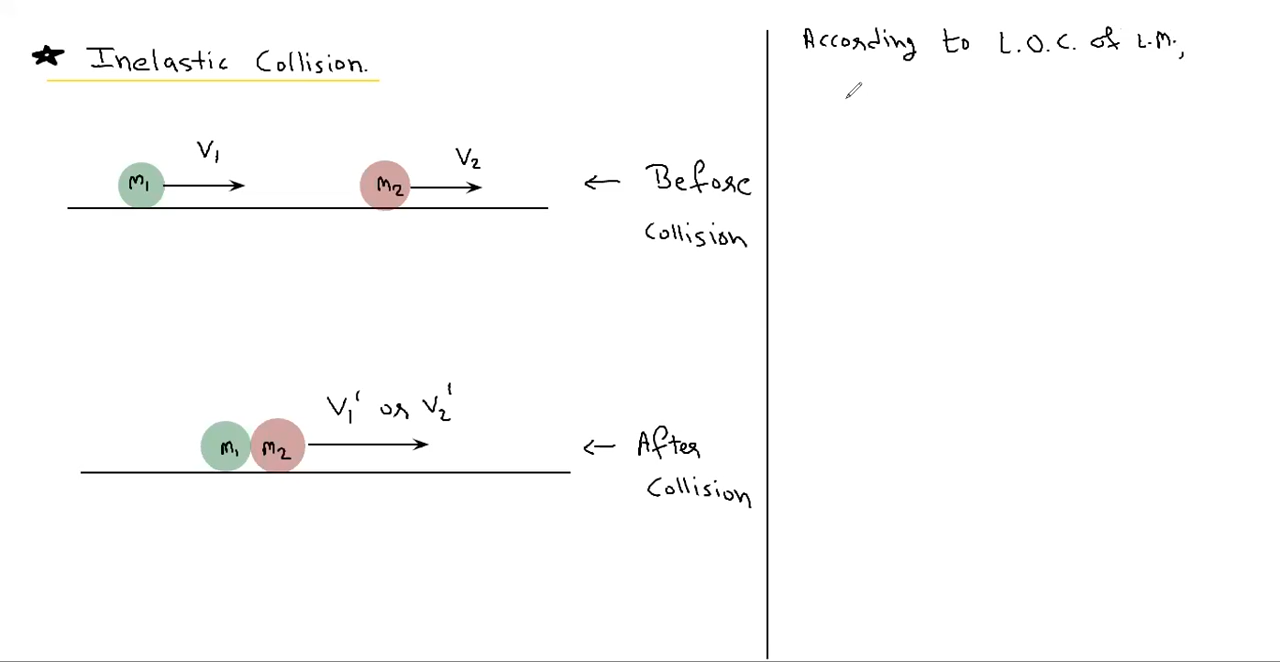 ★ Inelastic Collision.
V₁
V₂
m₁
m₂
← Before
Collision
V₁' or V₂'
m₁
m₂
← After
Collision
According to L.O.C. of L.M.,